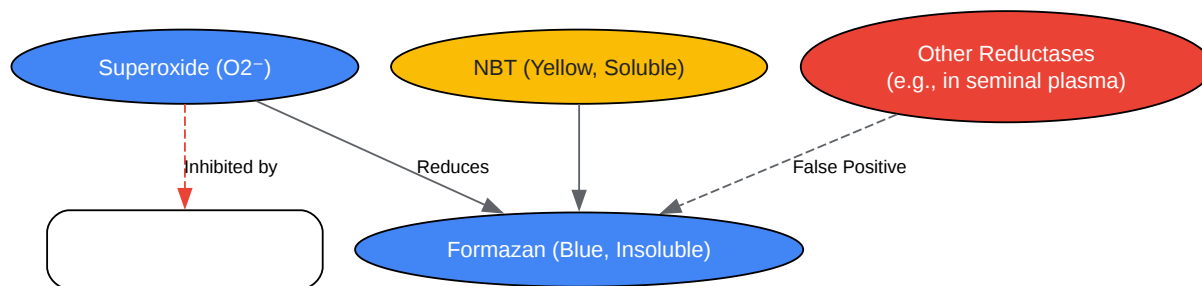 Superoxide (O2⁻)
NBT (Yellow, Soluble)
Other Reductases
(e.g., in seminal plasma)
Inhibited by
Reduces
False Positive
Formazan (Blue, Insoluble)